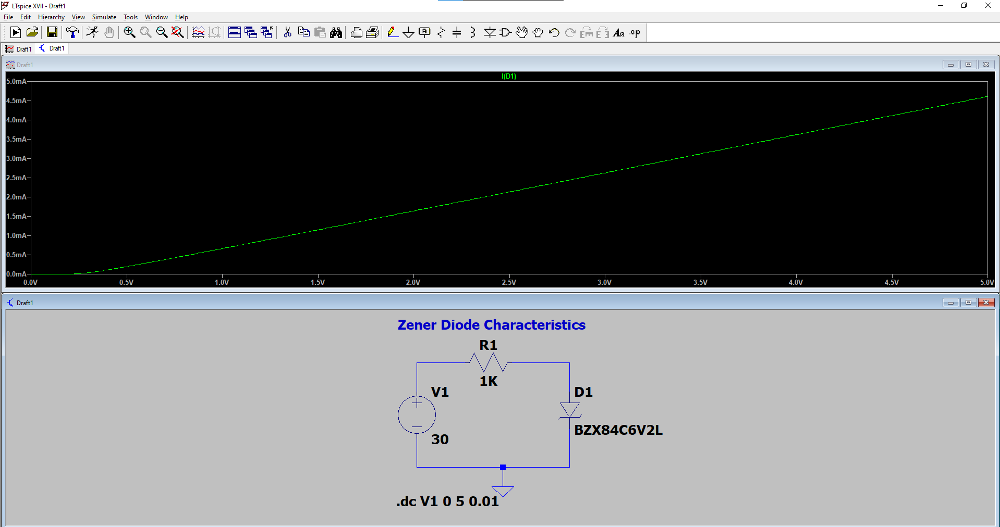 LTspice XVII - Draft1
File Edit Hierarchy View Simulate Tools Window Help
A Aa .op
Draft1 Draft1
Draft1
I(D1)
5.0mA
4.5mA
4.0mA
3.5mA
3.0mA
2.5mA
2.0mA
1.5mA
1.0mA
0.5mA
0.0mA
0.0V 0.5V 1.0V 1.5V 2.0V 2.5V 3.0V 3.5V 4.0V 4.5V 5.0V
Draft1
Zener Diode Characteristics
R1
1K
V1
D1
BZX84C6V2L
30
.dc V1 0 5 0.01